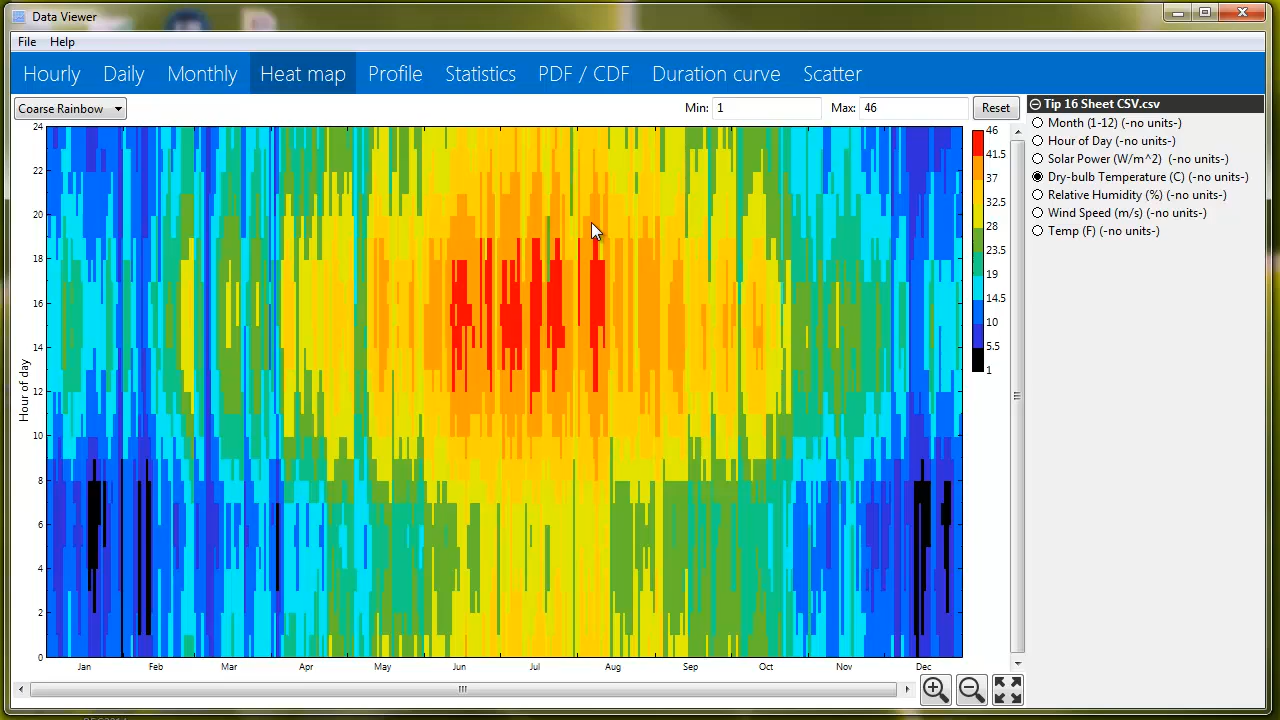 Data Viewer
File Help
Hourly Daily Monthly Heat map Profile Statistics PDF / CDF Duration curve Scatter
Coarse Rainbow Min: 1 Max: 46 Reset
Tip 16 Sheet CSV.csv
Month (1-12) (-no units-)
Hour of Day (-no units-)
Solar Power (W/m^2) (-no units-)
Dry-bulb Temperature (C) (-no units-)
Relative Humidity (%) (-no units-)
Wind Speed (m/s) (-no units-)
Temp (F) (-no units-)
46
41.5
37
32.5
28
23.5
19
14.5
10
5.5
1
Hour of day
24
22
20
18
16
14
12
10
8
6
4
2
0
Jan Feb Mar Apr May Jun Jul Aug Sep Oct Nov Dec